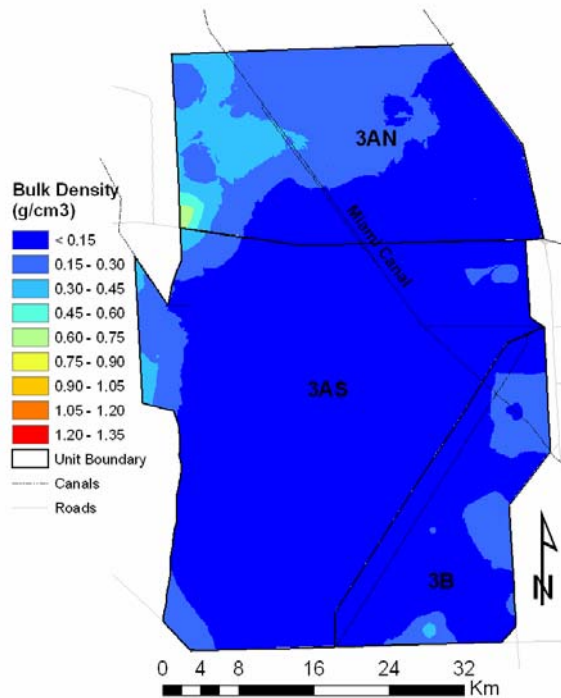 3AN
Miami Canal
Bulk Density
(g/cm3)
< 0.15
0.15 - 0.30
0.30 - 0.45
0.45 - 0.60
0.60 - 0.75
0.75 - 0.90
0.90 - 1.05
1.05 - 1.20
1.20 - 1.35
Unit Boundary
Canals
Roads
3AS
3B
N
0 4 8 16 24 32
Km